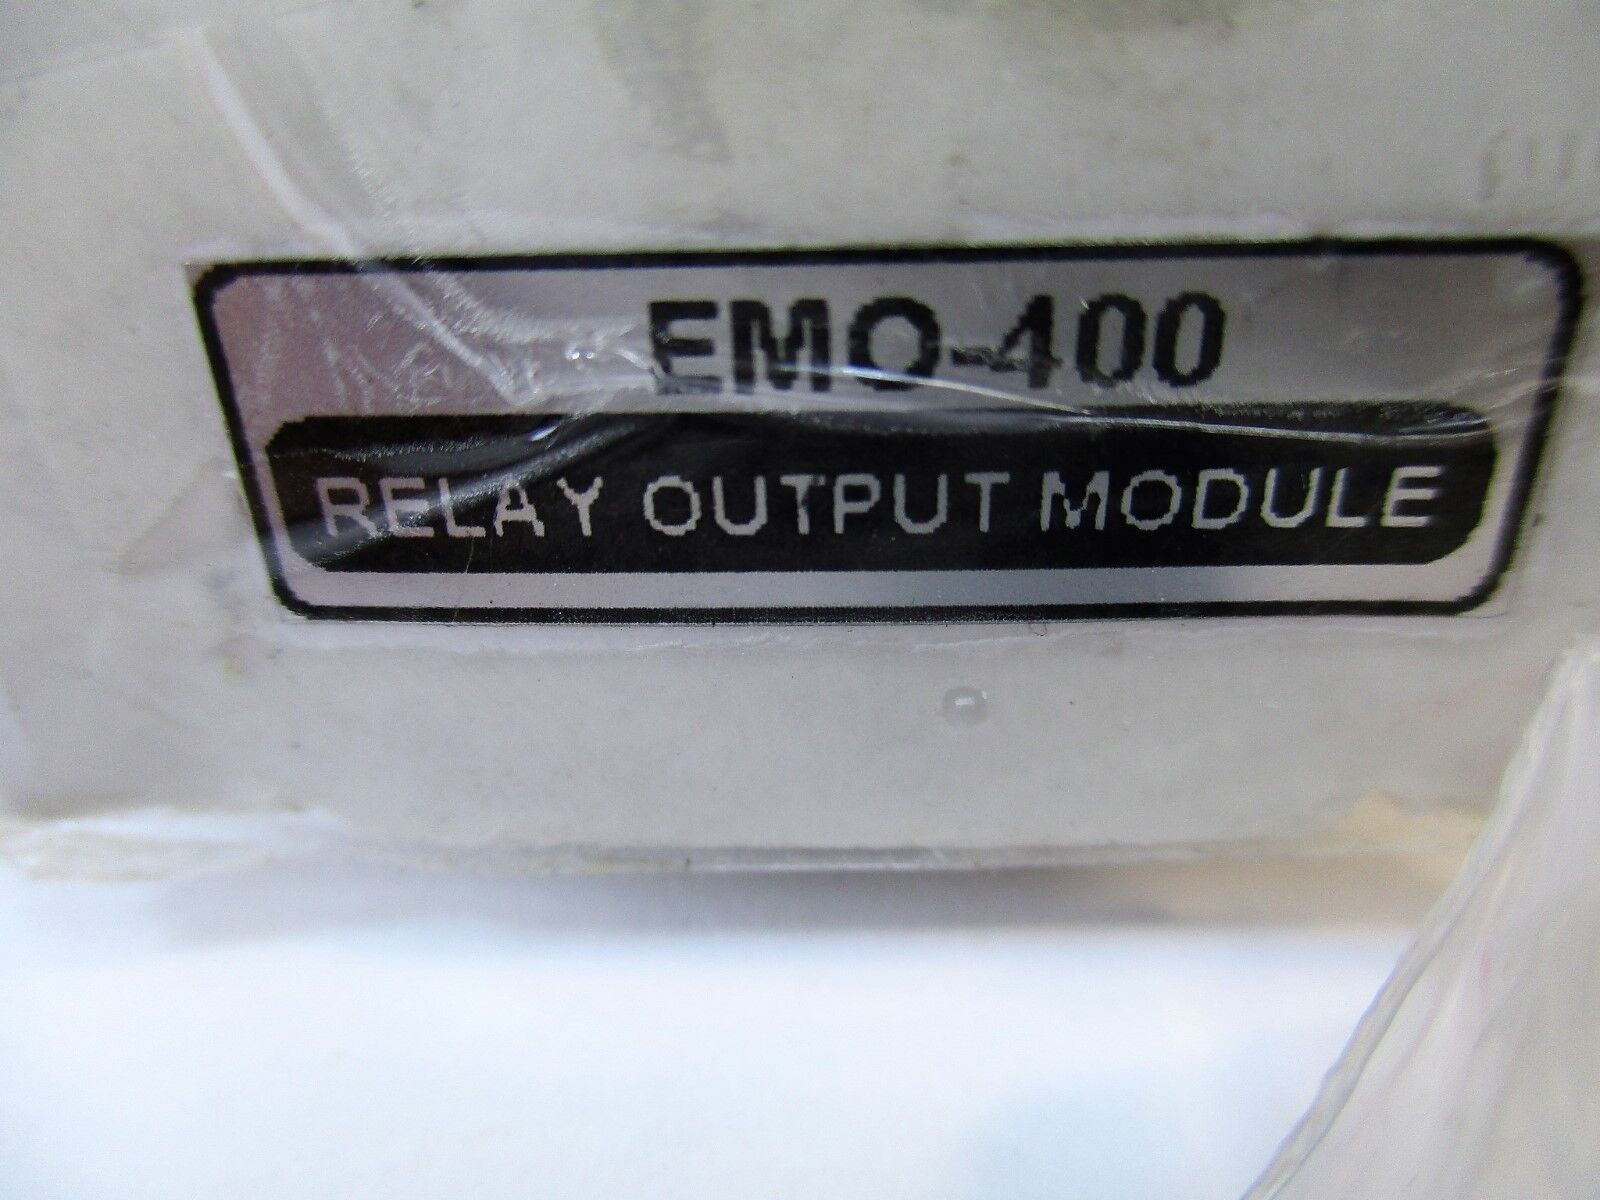 EMO-400
RELAY OUTPUT MODULE